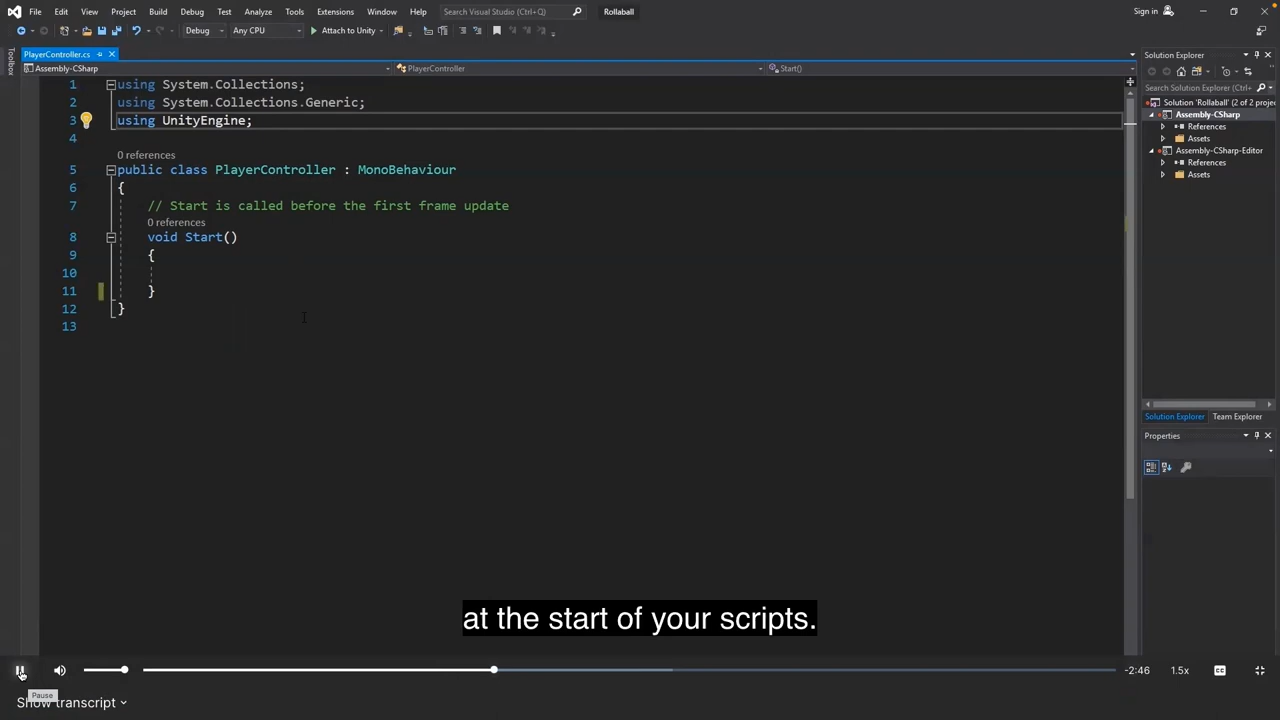 File Edit View Project Build Debug Test Analyze Tools Extensions Window Help Search Visual Studio (Ctrl+Q) Rollaball Sign in
Debug Any CPU Attach to Unity
Toolbox
PlayerController.cs
Assembly-CSharp PlayerController Start()
1 using System.Collections;
2 using System.Collections.Generic;
3 using UnityEngine;
4
0 references
5 public class PlayerController : MonoBehaviour
6 {
7 // Start is called before the first frame update
0 references
8 void Start()
9 {
10
11 }
12 }
13
Solution Explorer
Search Solution Explorer (Ctrl+
Solution 'Rollaball' (2 of 2 proje
Assembly-CSharp
References
Assets
Assembly-CSharp-Editor
References
Assets
Solution Explorer Team Explorer
Properties
at the start of your scripts.
-2:46 1.5x CC
Pause
Show transcript